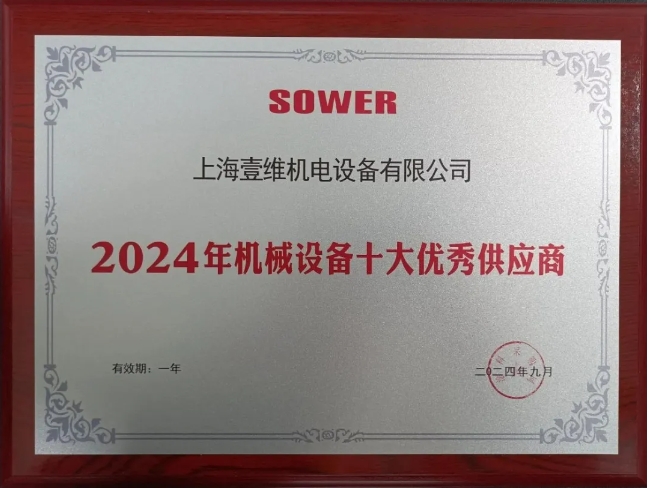 SOWER
上海壹维机电设备有限公司
2024年机械设备十大优秀供应商
有效期：一年
二〇二四年九月